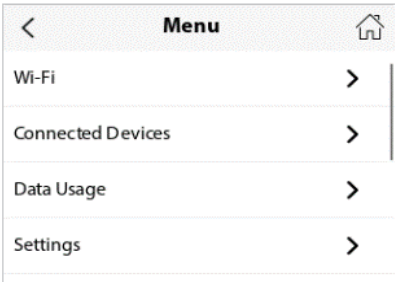 Menu
Wi-Fi
Connected Devices
Data Usage
Settings